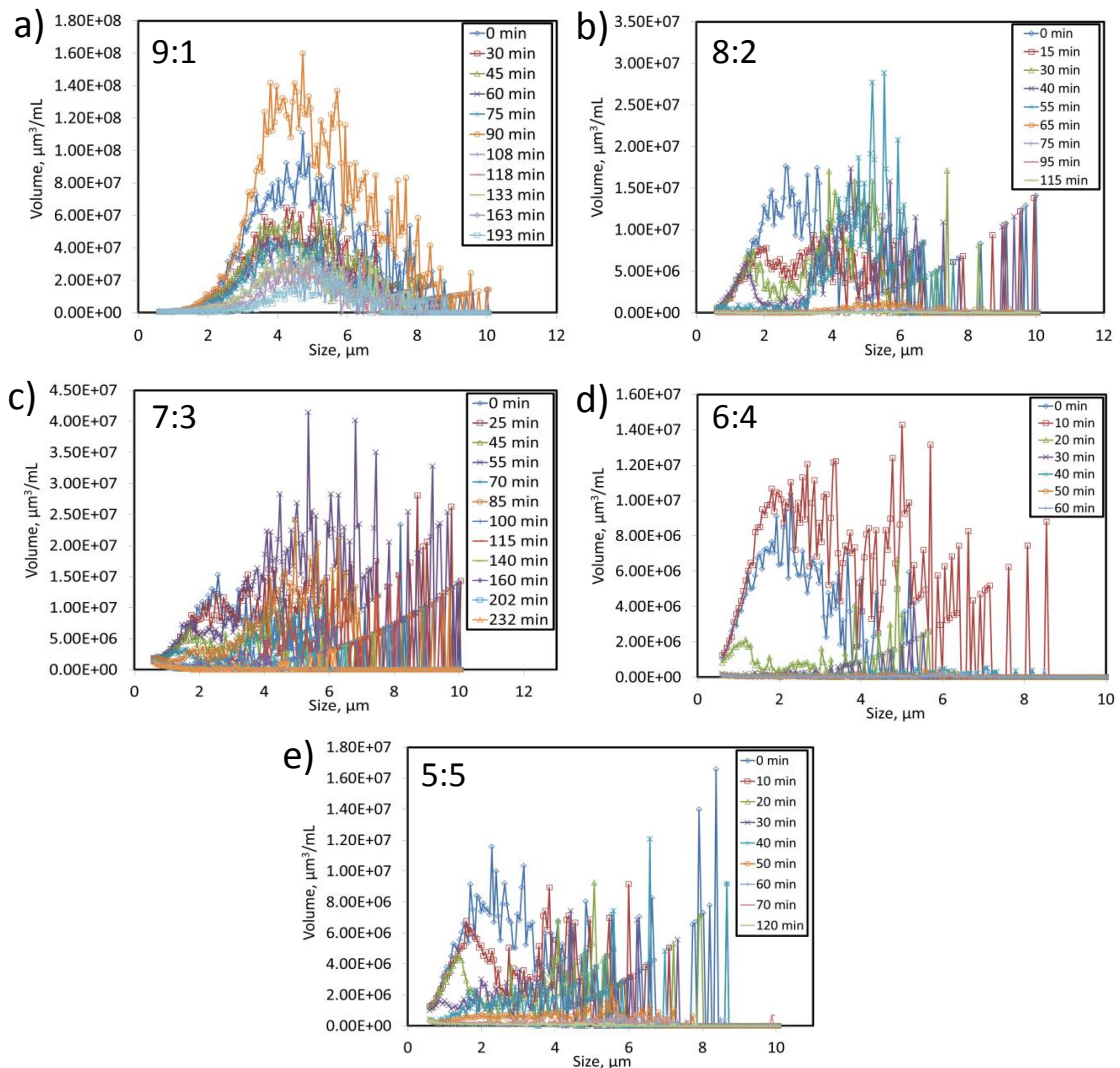 a)
9:1
Volume, µm³/mL
1.80E+08
1.60E+08
1.40E+08
1.20E+08
1.00E+08
8.00E+07
6.00E+07
4.00E+07
2.00E+07
0.00E+00
0 2 4 6 8 10 12
Size, µm
0 min
30 min
45 min
60 min
75 min
90 min
108 min
118 min
133 min
163 min
193 min
b)
8:2
Volume, µm³/mL
3.50E+07
3.00E+07
2.50E+07
2.00E+07
1.50E+07
1.00E+07
5.00E+06
0.00E+00
0 2 4 6 8 10 12
Size, µm
0 min
15 min
30 min
40 min
55 min
65 min
75 min
95 min
115 min
c)
7:3
Volume, µm³/mL
4.50E+07
4.00E+07
3.50E+07
3.00E+07
2.50E+07
2.00E+07
1.50E+07
1.00E+07
5.00E+06
0.00E+00
0 2 4 6 8 10 12
Size, µm
0 min
25 min
45 min
55 min
70 min
85 min
100 min
115 min
140 min
160 min
202 min
232 min
d)
6:4
Volume, µm³/mL
1.60E+07
1.40E+07
1.20E+07
1.00E+07
8.00E+06
6.00E+06
4.00E+06
2.00E+06
0.00E+00
0 2 4 6 8 10
Size, µm
0 min
10 min
20 min
30 min
40 min
50 min
60 min
e)
5:5
Volume, µm³/mL
1.80E+07
1.60E+07
1.40E+07
1.20E+07
1.00E+07
8.00E+06
6.00E+06
4.00E+06
2.00E+06
0.00E+00
0 2 4 6 8 10
Size, µm
0 min
10 min
20 min
30 min
40 min
50 min
60 min
70 min
120 min